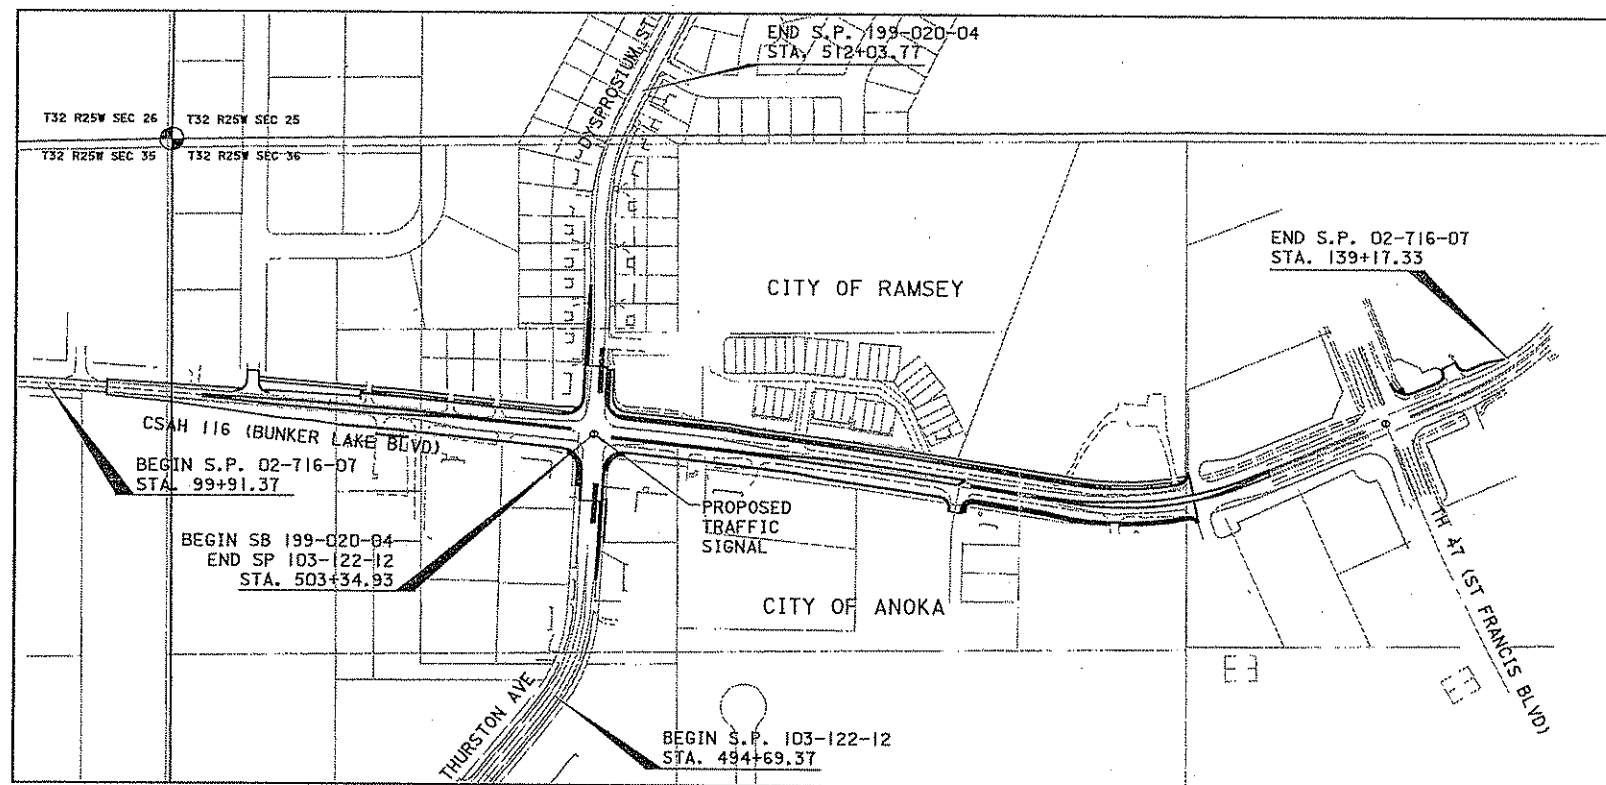 END S.P. 199-020-04
STA. 512+03.77
DYSPROSIUM ST.
T32 R25W SEC 26
T32 R25W SEC 25
T32 R25W SEC 35
T32 R25W SEC 36
END S.P. 02-716-07
STA. 139+17.33
CITY OF RAMSEY
CSAH 116 (BUNKER LAKE BLVD)
BEGIN S.P. 02-716-07
STA. 99+91.37
PROPOSED
TRAFFIC
SIGNAL
BEGIN SB 199-020-04
END SP 103-122-12
STA. 503+34.93
CITY OF ANOKA
TH 47 (ST FRANCIS BLVD)
THURSTON AVE
BEGIN S.P. 103-122-12
STA. 494+69.37